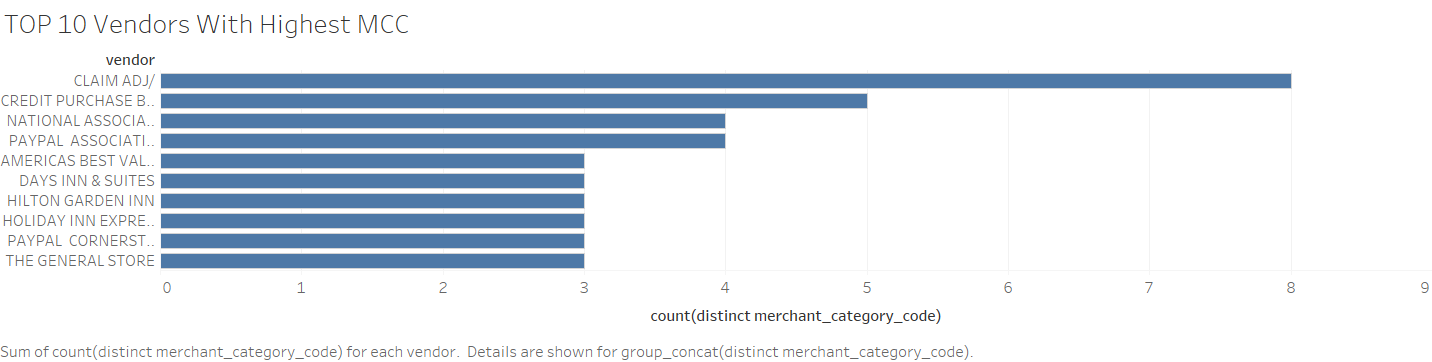 TOP 10 Vendors With Highest MCC
vendor
CLAIM ADJ/
CREDIT PURCHASE B..
NATIONAL ASSOCIA..
PAYPAL  ASSOCIATI..
AMERICAS BEST VAL..
DAYS INN & SUITES
HILTON GARDEN INN
HOLIDAY INN EXPRE..
PAYPAL  CORNERST..
THE GENERAL STORE
0 1 2 3 4 5 6 7 8 9
count(distinct merchant_category_code)
Sum of count(distinct merchant_category_code) for each vendor.  Details are shown for group_concat(distinct merchant_category_code).